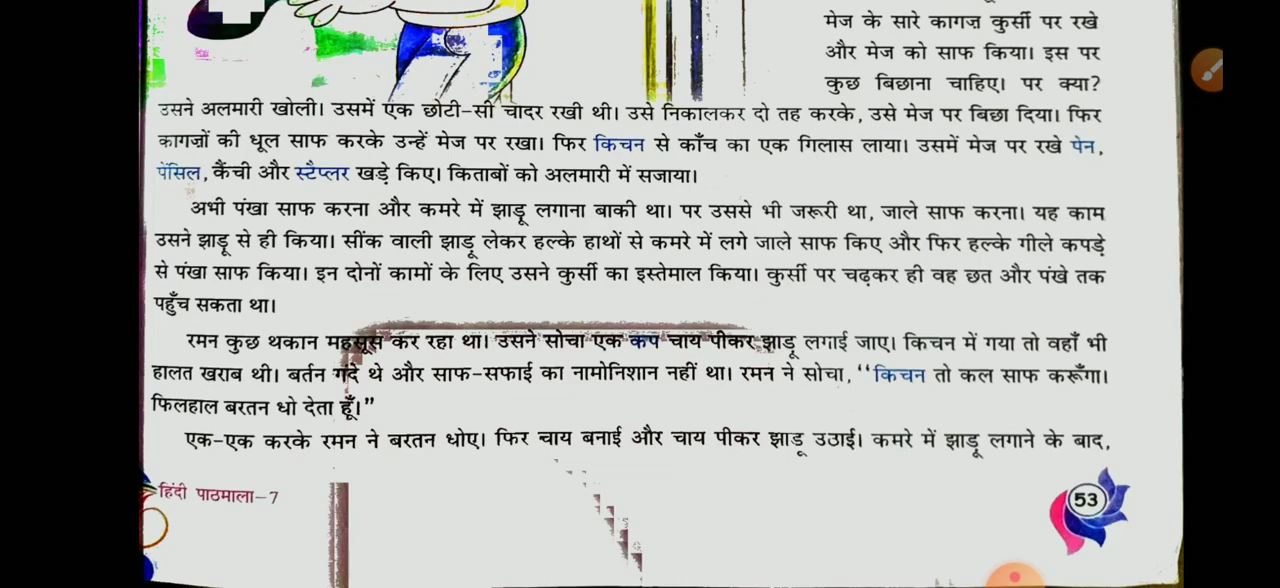 मेज के सारे कागज़ कुर्सी पर रखे
और मेज को साफ किया। इस पर
कुछ बिछाना चाहिए। पर क्या?
उसने अलमारी खोली। उसमें एक छोटी-सी चादर रखी थी। उसे निकालकर दो तह करके, उसे मेज पर बिछा दिया। फिर
कागज़ों की धूल साफ करके उन्हें मेज पर रखा। फिर किचन से काँच का एक गिलास लाया। उसमें मेज पर रखे पेन,
पेंसिल, कैंची और स्टैप्लर खड़े किए। किताबों को अलमारी में सजाया।
अभी पंखा साफ करना और कमरे में झाड़ू लगाना बाकी था। पर उससे भी जरूरी था, जाले साफ करना। यह काम
उसने झाड़ू से ही किया। सींक वाली झाड़ू लेकर हल्के हाथों से कमरे में लगे जाले साफ किए और फिर हल्के गीले कपड़े
से पंखा साफ किया। इन दोनों कामों के लिए उसने कुर्सी का इस्तेमाल किया। कुर्सी पर चढ़कर ही वह छत और पंखे तक
पहुँच सकता था।
रमन कुछ थकान महसूस कर रहा था। उसने सोचा एक कप चाय पीकर झाड़ू लगाई जाए। किचन में गया तो वहाँ भी
हालत खराब थी। बर्तन गंदे थे और साफ-सफाई का नामोनिशान नहीं था। रमन ने सोचा, “किचन तो कल साफ करूँगा।
फिलहाल बरतन धो देता हूँ।”
एक-एक करके रमन ने बरतन धोए। फिर चाय बनाई और चाय पीकर झाड़ू उठाई। कमरे में झाड़ू लगाने के बाद,
हिंदी पाठमाला-7
53